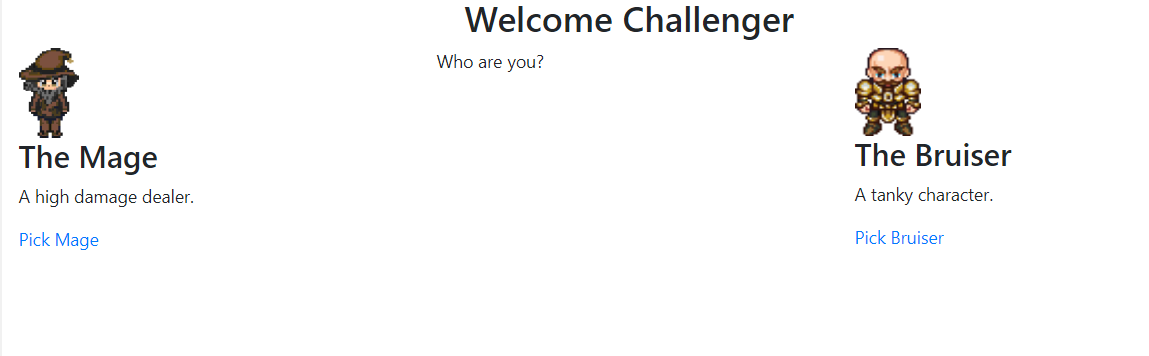 Welcome Challenger
Who are you?
The Mage
A high damage dealer.
Pick Mage
The Bruiser
A tanky character.
Pick Bruiser